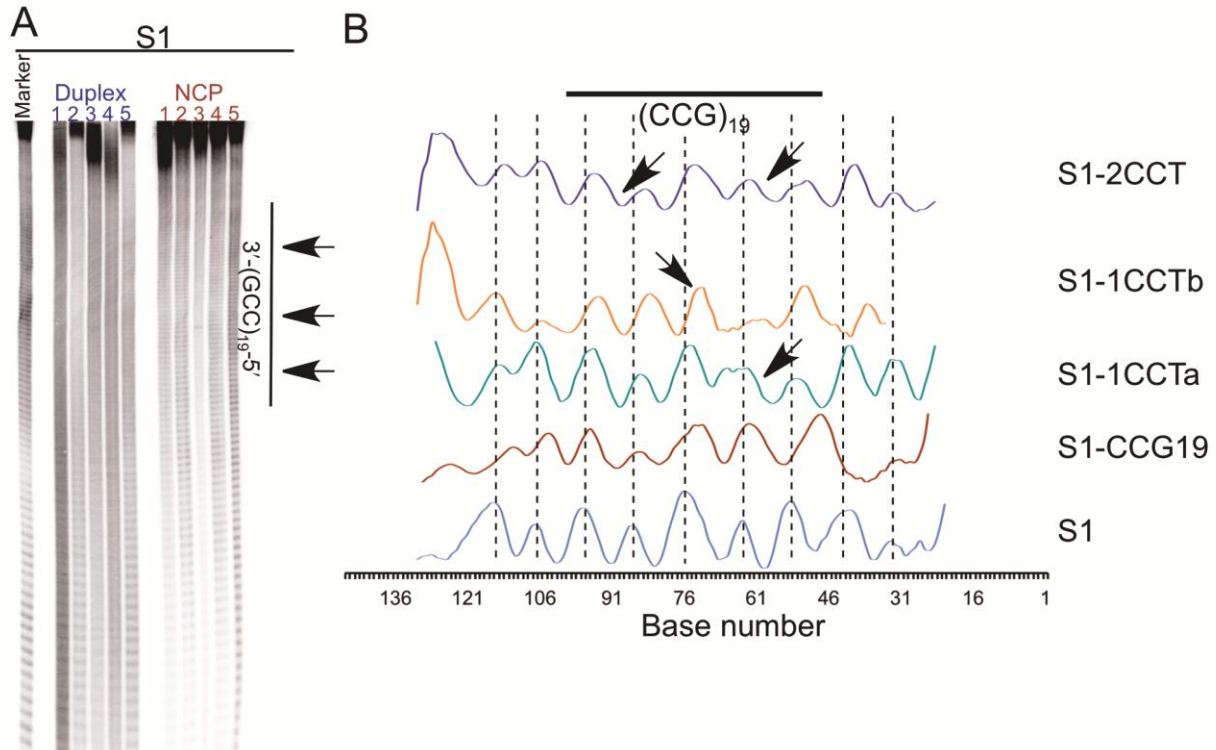 A
S1
Marker
Duplex
1 2 3 4 5
NCP
1 2 3 4 5
3′-(GCC)19-5′
B
(CCG)19
S1-2CCT
S1-1CCTb
S1-1CCTa
S1-CCG19
S1
136 121 106 91 76 61 46 31 16 1
Base number